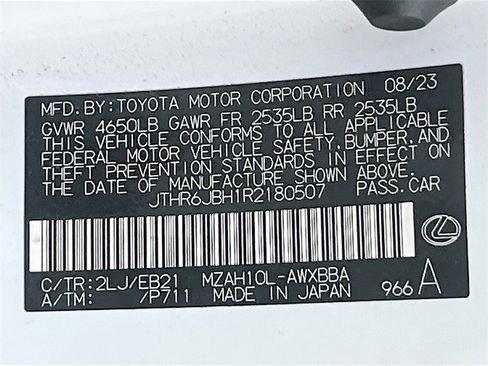 MFD. BY: TOYOTA MOTOR CORPORATION 08/23
GVWR 4650LB GAWR FR 2535LB RR 2535LB
THIS VEHICLE CONFORMS TO ALL APPLICABLE
FEDERAL MOTOR VEHICLE SAFETY, BUMPER, AND
THEFT PREVENTION STANDARDS IN EFFECT ON
THE DATE OF MANUFACTURE SHOWN ABOVE.
JTHR6JBH1R2180507 PASS.CAR
C/TR: 2LJ/EB21 MZAH10L-AWXBBA
A/TM: /P711 MADE IN JAPAN 966 A